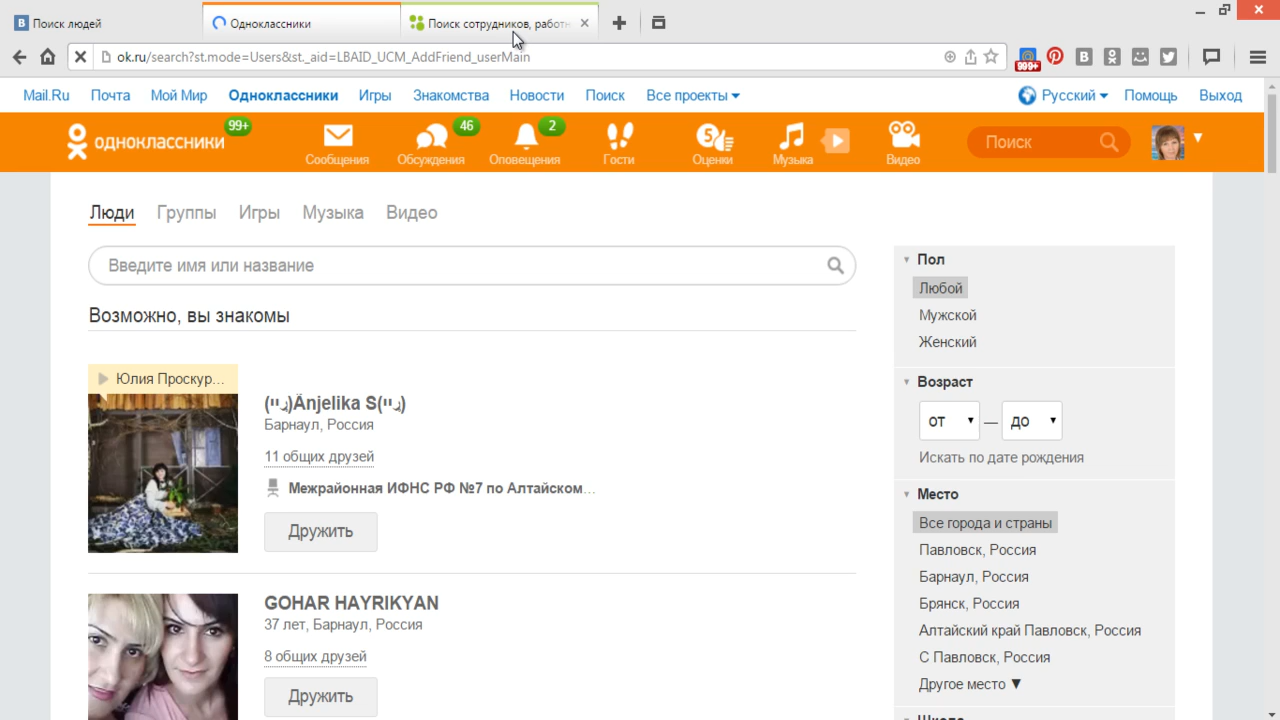 Поиск людей
Одноклассники
Поиск сотрудников, работн
ok.ru/search?st.mode=Users&st._aid=LBAID_UCM_AddFriend_userMain
999+
Mail.Ru Почта Мой Мир Одноклассники Игры Знакомства Новости Поиск Все проекты Русский Помощь Выход
одноклассники 99+
Сообщения
Обсуждения 46
Оповещения 2
Гости
5 Оценки
Музыка
Видео
Поиск
Люди Группы Игры Музыка Видео
Введите имя или название
Возможно, вы знакомы
Юлия Проскур...
Änjelika S
Барнаул, Россия
11 общих друзей
Межрайонная ИФНС РФ №7 по Алтайском...
Дружить
GOHAR HAYRIKYAN
37 лет, Барнаул, Россия
8 общих друзей
Дружить
Пол
Любой
Мужской
Женский
Возраст
от — до
Искать по дате рождения
Место
Все города и страны
Павловск, Россия
Барнаул, Россия
Брянск, Россия
Алтайский край Павловск, Россия
С Павловск, Россия
Другое место ▼